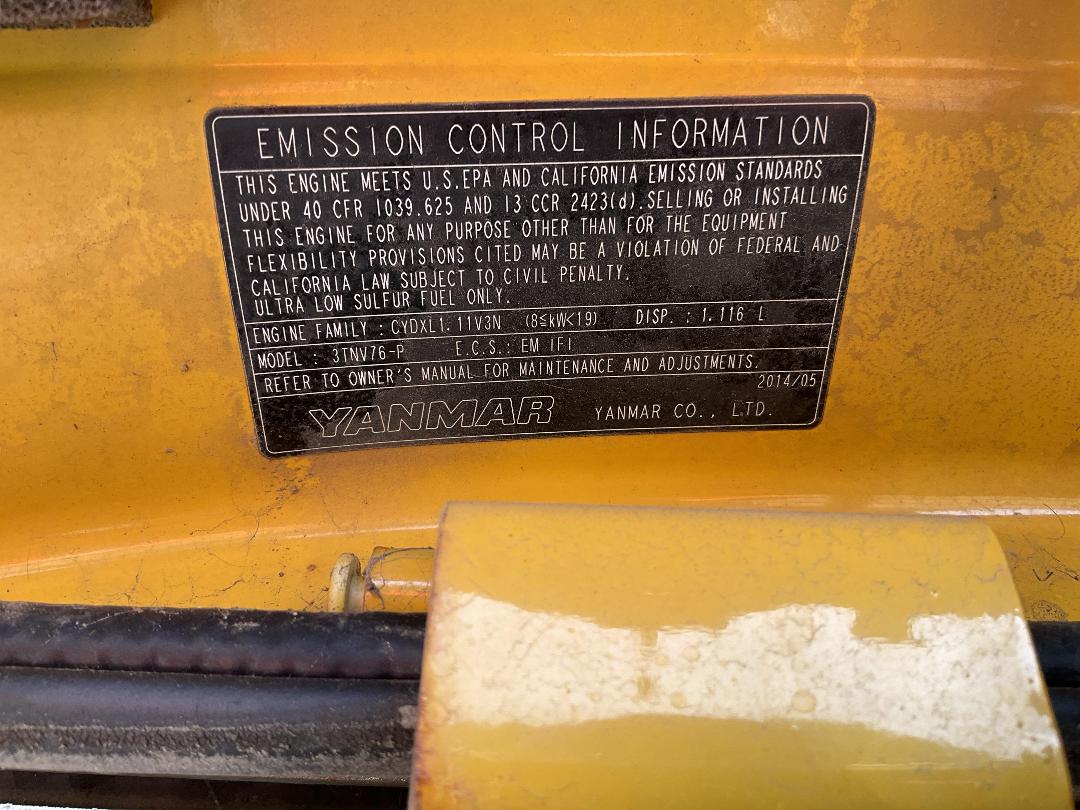 EMISSION CONTROL INFORMATION
THIS ENGINE MEETS U.S.EPA AND CALIFORNIA EMISSION STANDARDS
UNDER 40 CFR 1039.625 AND 13 CCR 2423(d).SELLING OR INSTALLING
THIS ENGINE FOR ANY PURPOSE OTHER THAN FOR THE EQUIPMENT
FLEXIBILITY PROVISIONS CITED MAY BE A VIOLATION OF FEDERAL AND
CALIFORNIA LAW SUBJECT TO CIVIL PENALTY.
ULTRA LOW SULFUR FUEL ONLY.
ENGINE FAMILY : CYDXL1.11V3N (8≦kW<19) DISP. : 1.116 L
MODEL : 3TNV76-P E.C.S.: EM IFI
REFER TO OWNER'S MANUAL FOR MAINTENANCE AND ADJUSTMENTS.
2014/05
YANMAR YANMAR CO., LTD.